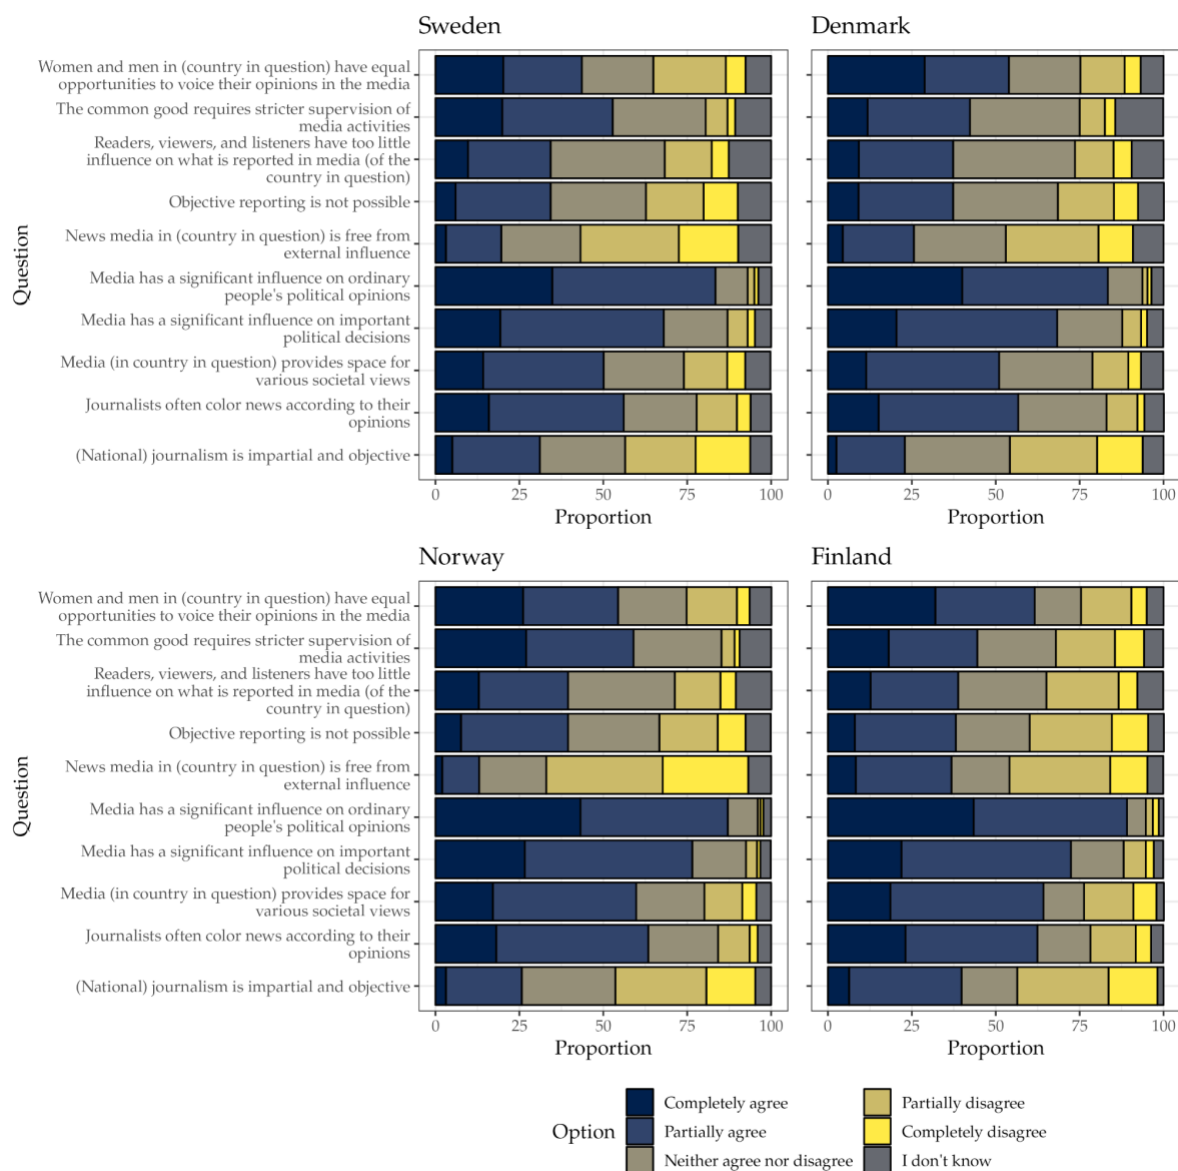 Sweden
Denmark
Question
Women and men in (country in question) have equal
opportunities to voice their opinions in the media
The common good requires stricter supervision of
media activities
Readers, viewers, and listeners have too little
influence on what is reported in media (of the
country in question)
Objective reporting is not possible
News media in (country in question) is free from
external influence
Media has a significant influence on ordinary
people's political opinions
Media has a significant influence on important
political decisions
Media (in country in question) provides space for
various societal views
Journalists often color news according to their
opinions
(National) journalism is impartial and objective
0 25 50 75 100
0 25 50 75 100
Proportion
Proportion
Norway
Finland
Question
Women and men in (country in question) have equal
opportunities to voice their opinions in the media
The common good requires stricter supervision of
media activities
Readers, viewers, and listeners have too little
influence on what is reported in media (of the
country in question)
Objective reporting is not possible
News media in (country in question) is free from
external influence
Media has a significant influence on ordinary
people's political opinions
Media has a significant influence on important
political decisions
Media (in country in question) provides space for
various societal views
Journalists often color news according to their
opinions
(National) journalism is impartial and objective
0 25 50 75 100
0 25 50 75 100
Proportion
Proportion
Option
Completely agree
Partially agree
Neither agree nor disagree
Partially disagree
Completely disagree
I don't know